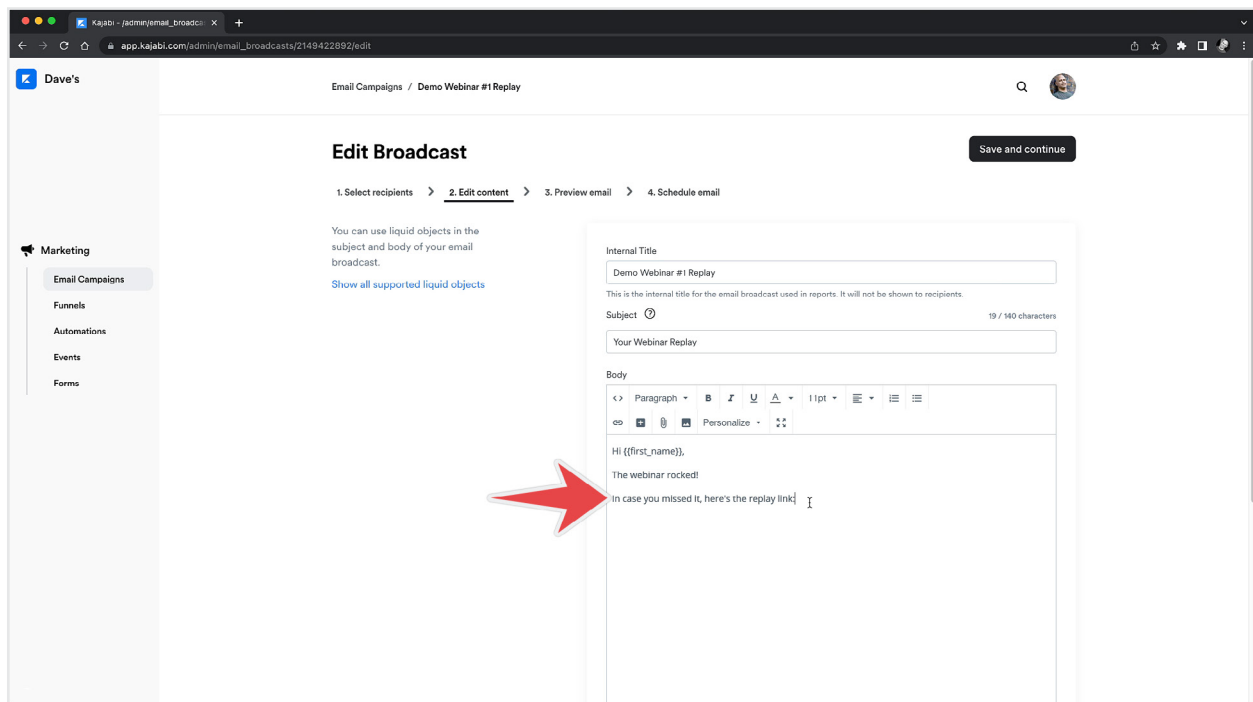 Kajabi - /admin/email_broadca
app.kajabi.com/admin/email_broadcasts/2149422892/edit
Dave's
Email Campaigns / Demo Webinar #1 Replay
Edit Broadcast
Save and continue
1. Select recipients > 2. Edit content > 3. Preview email > 4. Schedule email
You can use liquid objects in the
subject and body of your email
broadcast.
Show all supported liquid objects
Marketing
Email Campaigns
Funnels
Automations
Events
Forms
Internal Title
Demo Webinar #1 Replay
This is the internal title for the email broadcast used in reports. It will not be shown to recipients.
Subject
19 / 140 characters
Your Webinar Replay
Body
Paragraph B I U A 11pt
Personalize
Hi {{first_name}},
The webinar rocked!
In case you missed it, here's the replay link: